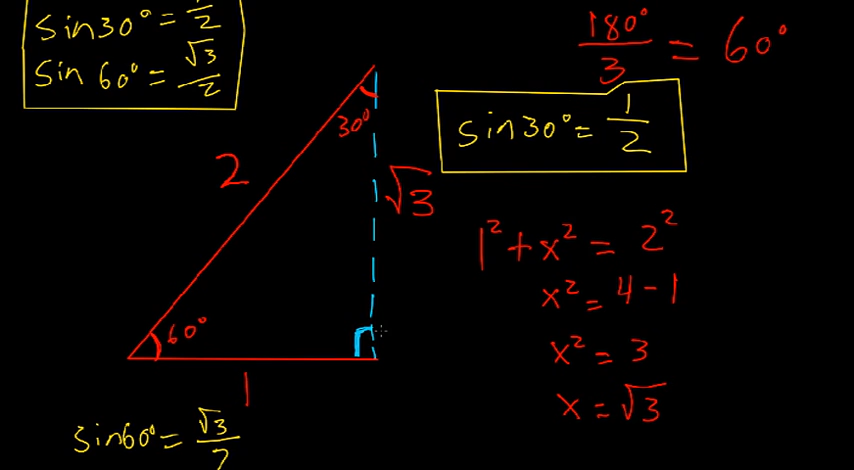 sin30° = 1/2
sin 60° = √3/2
180°/3 = 60°
sin30° = 1/2
30°
2
√3
1² + x² = 2²
x² = 4 - 1
60°
x² = 3
1
x = √3
sin60° = √3/2